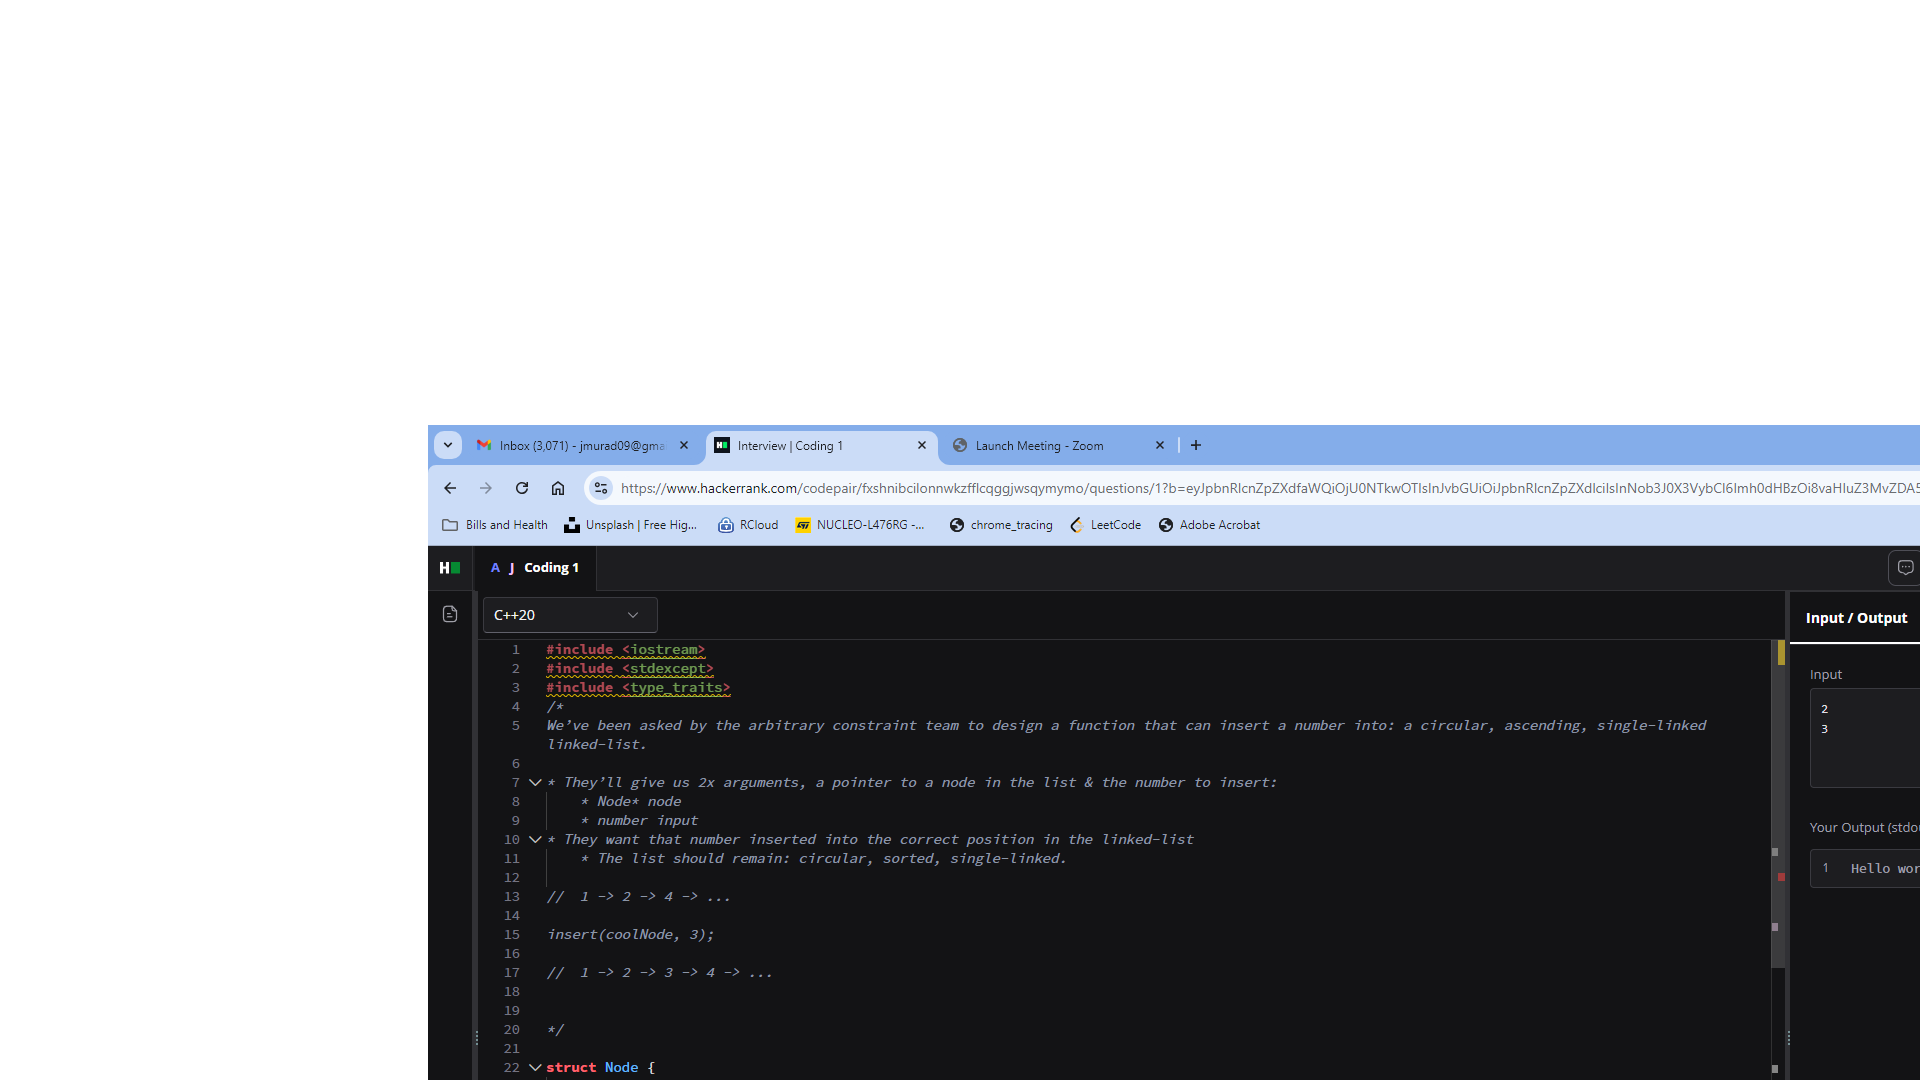 Inbox (3,071) - jmurad09@gma
Interview | Coding 1
Launch Meeting - Zoom
https://www.hackerrank.com/codepair/fxshnibcilonnwkzfflcqggjwsqymymo/questions/1?b=
Bills and Health
Unsplash | Free Hig...
RCloud
NUCLEO-L476RG -...
chrome_tracing
LeetCode
Adobe Acrobat
H
A J Coding 1
C++20
Input / Output
1 #include <iostream>
2 #include <stdexcept>
3 #include <type_traits>
4 /*
5 We’ve been asked by the arbitrary constraint team to design a function that can insert a number into: a circular, ascending, single-linked
linked-list.
6
7 * They’ll give us 2x arguments, a pointer to a node in the list & the number to insert:
8 * Node* node
9 * number input
10 * They want that number inserted into the correct position in the linked-list
11 * The list should remain: circular, sorted, single-linked.
12
13 // 1 -> 2 -> 4 -> ...
14
15 insert(coolNode, 3);
16
17 // 1 -> 2 -> 3 -> 4 -> ...
18
19
20 */
21
22 struct Node {
Input
2
3
Your Output (stdo
1 Hello wor